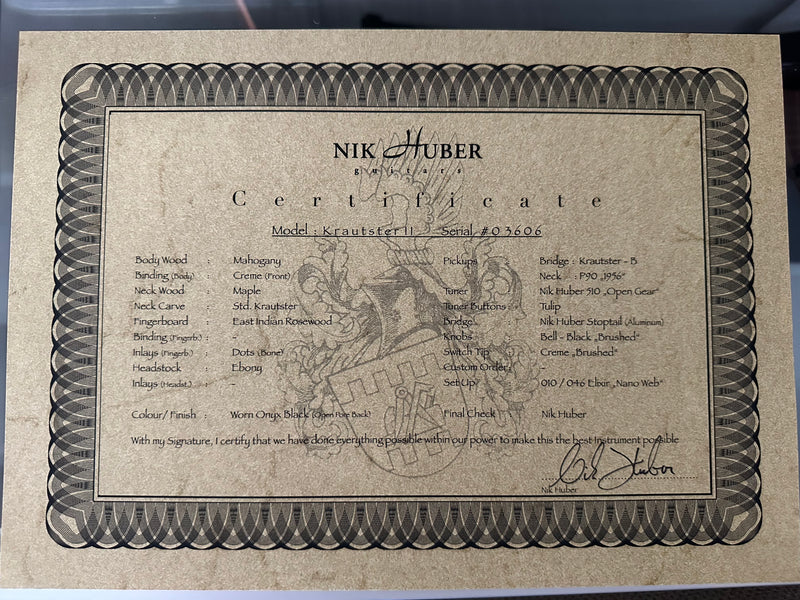 NIK HUBER
guitars
Certificate
Model : Krautster II Serial #03606
Body Wood : Mahogany Pickups Bridge : Krautster - B
Binding (Body) : Creme (Front) Neck : P90 „1956“
Neck Wood : Maple Tuner : Nik Huber 510 „Open Gear“
Neck Carve : Std. Krautster Tuner Buttons : Tulip
Fingerboard : East Indian Rosewood Bridge : Nik Huber Stoptail (Aluminum)
Binding (Fingerb.) : - Knobs : Bell - Black „Brushed“
Inlays (Fingerb.) : Dots (Bone) Switch Tip : Creme „Brushed“
Headstock : Ebony Custom Order : -
Inlays (Headst.) : - Set Up : 010 / 046 Elixir „Nano Web“
Colour/ Finish : Worn Onyx Black (Open Pore Back) Final Check : Nik Huber
With my Signature, I certify that we have done everything possible within our power to make this the best Instrument possible
Nik Huber
Nik Huber